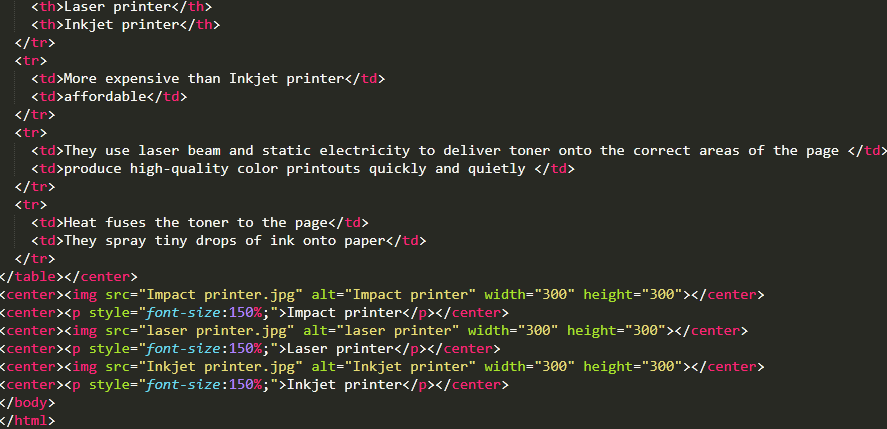 <th>Laser printer</th>
<th>Inkjet printer</th>
</tr>
<tr>
<td>More expensive than Inkjet printer</td>
<td>affordable</td>
</tr>
<tr>
<td>They use laser beam and static electricity to deliver toner onto the correct areas of the page </td>
<td>produce high-quality color printouts quickly and quietly </td>
</tr>
<tr>
<td>Heat fuses the toner to the page</td>
<td>They spray tiny drops of ink onto paper</td>
</tr>
</table></center>
<center><img src="Impact printer.jpg" alt="Impact printer" width="300" height="300"></center>
<center><p style="font-size:150%;">Impact printer</p></center>
<center><img src="laser printer.jpg" alt="laser printer" width="300" height="300"></center>
<center><p style="font-size:150%;">Laser printer</p></center>
<center><img src="Inkjet printer.jpg" alt="Inkjet printer" width="300" height="300"></center>
<center><p style="font-size:150%;">Inkjet printer</p></center>
</body>
</html>